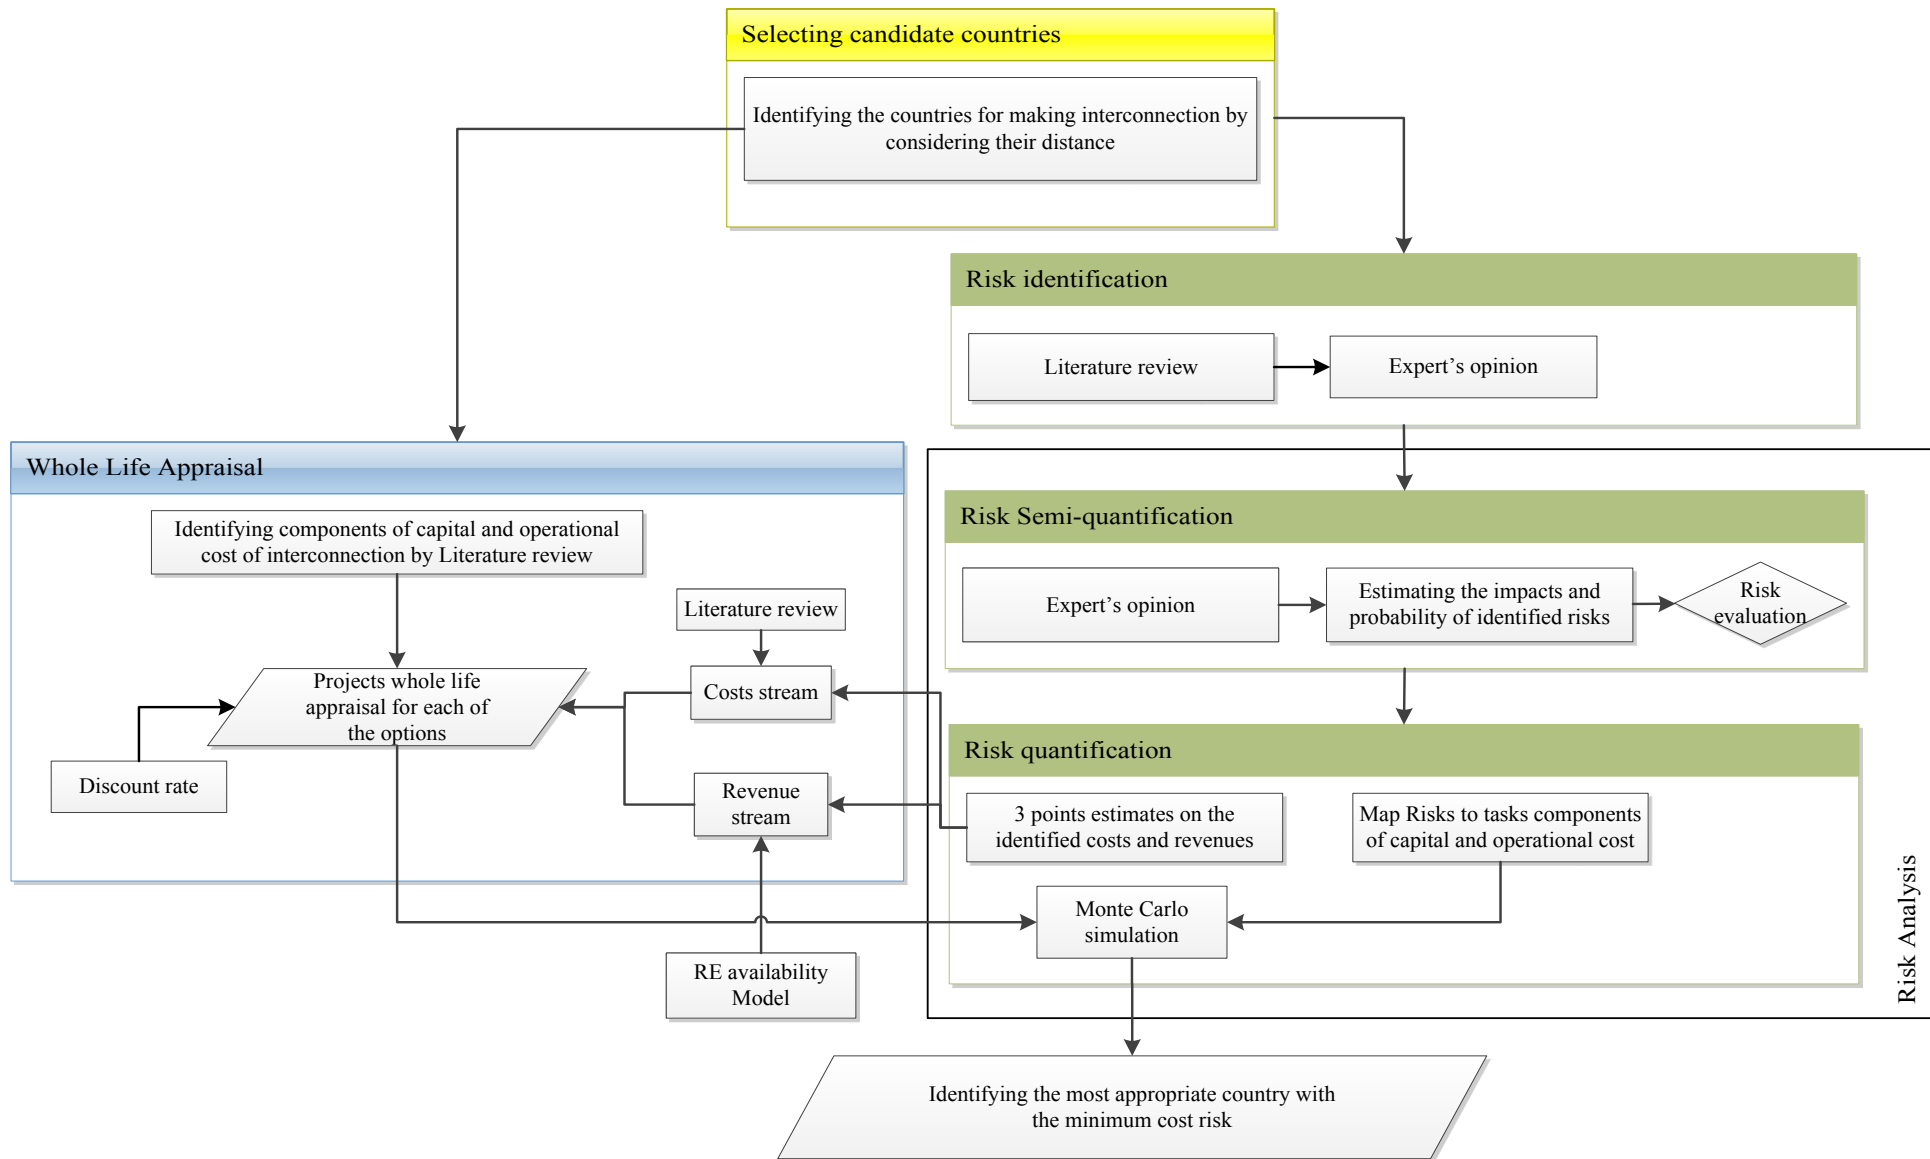 Selecting candidate countries
Identifying the countries for making interconnection by
considering their distance
Risk identification
Literature review
Expert’s opinion
Whole Life Appraisal
Identifying components of capital and operational
cost of interconnection by Literature review
Literature review
Projects whole life
appraisal for each of
the options
Costs stream
Discount rate
Revenue
stream
RE availability
Model
Risk Semi-quantification
Expert’s opinion
Estimating the impacts and
probability of identified risks
Risk
evaluation
Risk quantification
3 points estimates on the
identified costs and revenues
Map Risks to tasks components
of capital and operational cost
Monte Carlo
simulation
Risk Analysis
Identifying the most appropriate country with
the minimum cost risk